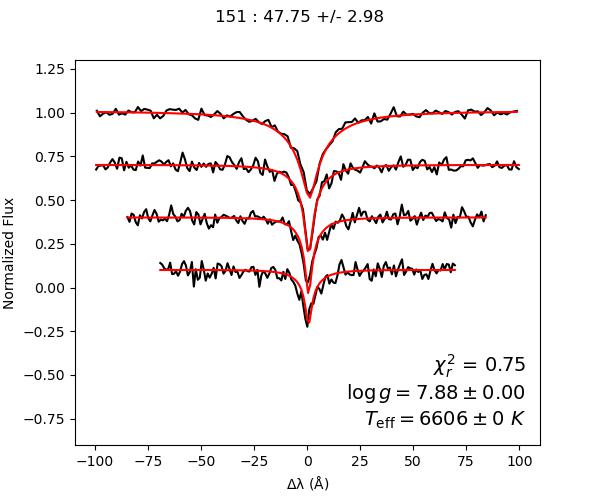 151 : 47.75 +/- 2.98
1.25
1.00
0.75
0.50
0.25
0.00
−0.25
−0.50
−0.75
Normalized Flux
χ²ᵣ = 0.75
log g = 7.88 ± 0.00
T_eff = 6606 ± 0 K
−100 −75 −50 −25 0 25 50 75 100
Δλ (Å)